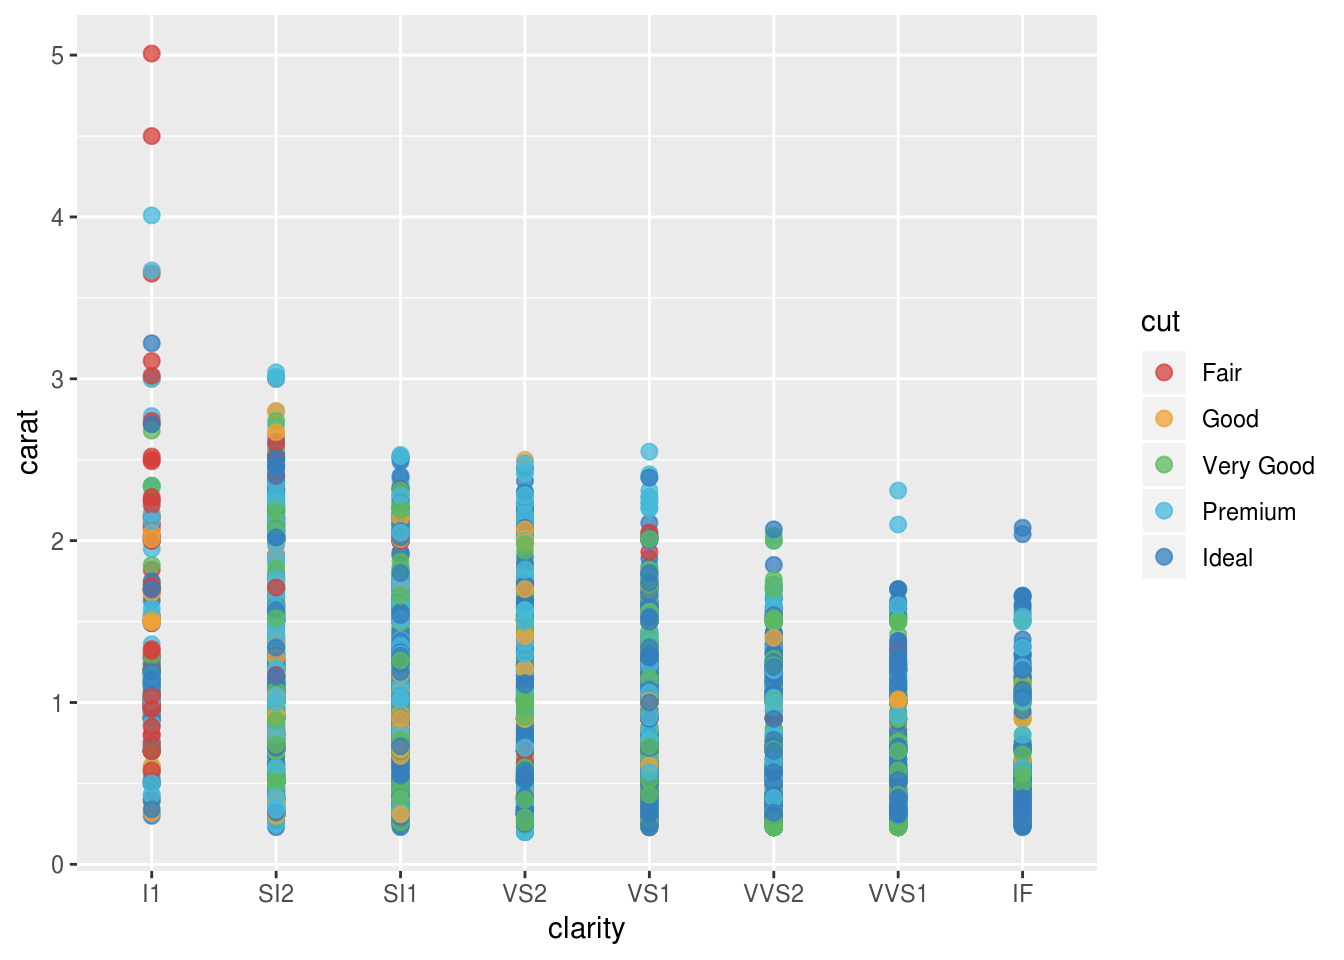 5
4
3
2
1
0
carat
I1 SI2 SI1 VS2 VS1 VVS2 VVS1 IF
clarity
cut
Fair
Good
Very Good
Premium
Ideal